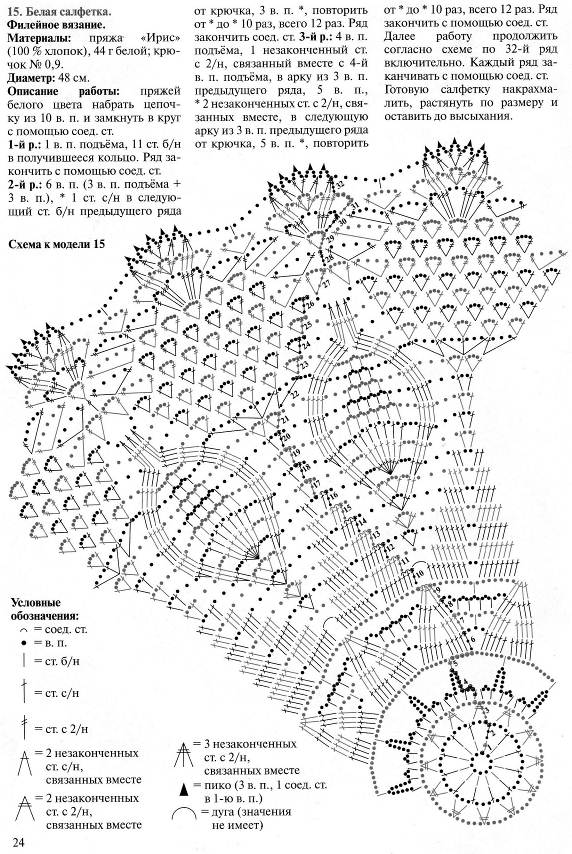 15. Белая салфетка.
Филейное вязание.
Материалы: пряжа «Ирис»
(100 % хлопок), 44 г белой; крю-
чок № 0,9.
Диаметр: 48 см.
Описание работы: пряжей
белого цвета набрать цепоч-
ку из 10 в. п. и замкнуть в круг
с помощью соед. ст.
1-й р.: 1 в. п. подъёма, 11 ст. б/н
в получившееся кольцо. Ряд за-
кончить с помощью соед. ст.
2-й р.: 6 в. п. (3 в. п. подъёма +
3 в. п.), * 1 ст. с/н в следую-
щий ст. б/н предыдущего ряда
от крючка, 3 в. п. *, повторить
от * до * 10 раз, всего 12 раз. Ряд
закончить соед. ст. 3-й р.: 4 в. п.
подъёма, 1 незаконченный ст.
с 2/н, связанный вместе с 4-й
в. п. подъёма, в арку из 3 в. п.
предыдущего ряда, 5 в. п.,
* 2 незаконченных ст. с 2/н, свя-
занных вместе, в следующую
арку из 3 в. п. предыдущего ряда
от крючка, 5 в. п. *, повторить
от * до * 10 раз, всего 12 раз. Ряд
закончить с помощью соед. ст.
Далее работу продолжить
согласно схеме по 32-й ряд
включительно. Каждый ряд за-
канчивать с помощью соед. ст.
Готовую салфетку накрахма-
лить, растянуть по размеру и
оставить до высыхания.
Схема к модели 15
Условные
обозначения:
= соед. ст.
= в. п.
= ст. б/н
= ст. с/н
= ст. с 2/н
= 2 незаконченных
ст. с/н,
связанных вместе
= 2 незаконченных
ст. с 2/н,
связанных вместе
= 3 незаконченных
ст. с 2/н,
связанных вместе
= пико (3 в. п., 1 соед. ст.
в 1-ю в. п.)
= дуга (значения
не имеет)
24